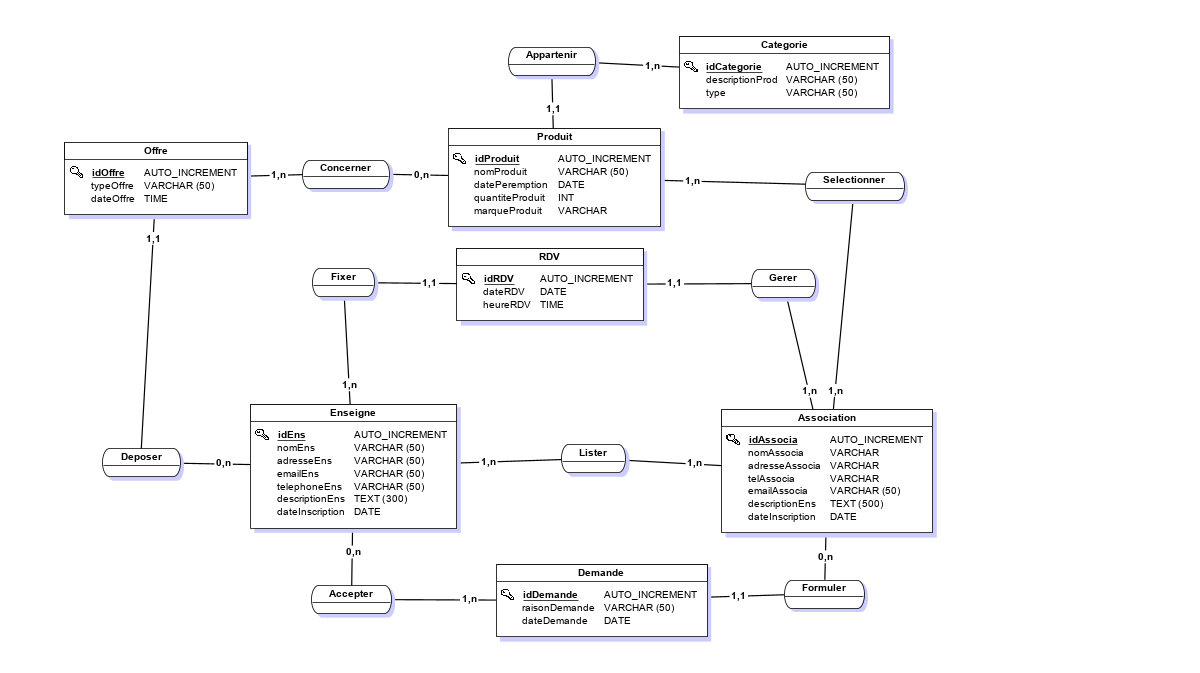 Appartenir
1,n
1,1
Categorie
idCategorie AUTO_INCREMENT
descriptionProd VARCHAR (50)
type VARCHAR (50)
Offre
idOffre AUTO_INCREMENT
typeOffre VARCHAR (50)
dateOffre TIME
1,n
Concerner
0,n
Produit
idProduit AUTO_INCREMENT
nomProduit VARCHAR (50)
datePeremption DATE
quantiteProduit INT
marqueProduit VARCHAR
1,n
Selectionner
1,1
Fixer
1,1
RDV
idRDV AUTO_INCREMENT
dateRDV DATE
heureRDV TIME
1,1
Gerer
1,n
1,n
1,n
Deposer
0,n
Enseigne
idEns AUTO_INCREMENT
nomEns VARCHAR (50)
adresseEns VARCHAR (50)
emailEns VARCHAR (50)
telephoneEns VARCHAR (50)
descriptionEns TEXT (300)
dateInscription DATE
1,n
Lister
1,n
Association
idAssocia AUTO_INCREMENT
nomAssocia VARCHAR
adresseAssocia VARCHAR
telAssocia VARCHAR
emailAssocia VARCHAR (50)
descriptionEns TEXT (500)
dateInscription DATE
0,n
0,n
Accepter
1,n
Demande
idDemande AUTO_INCREMENT
raisonDemande VARCHAR (50)
dateDemande DATE
1,1
Formuler